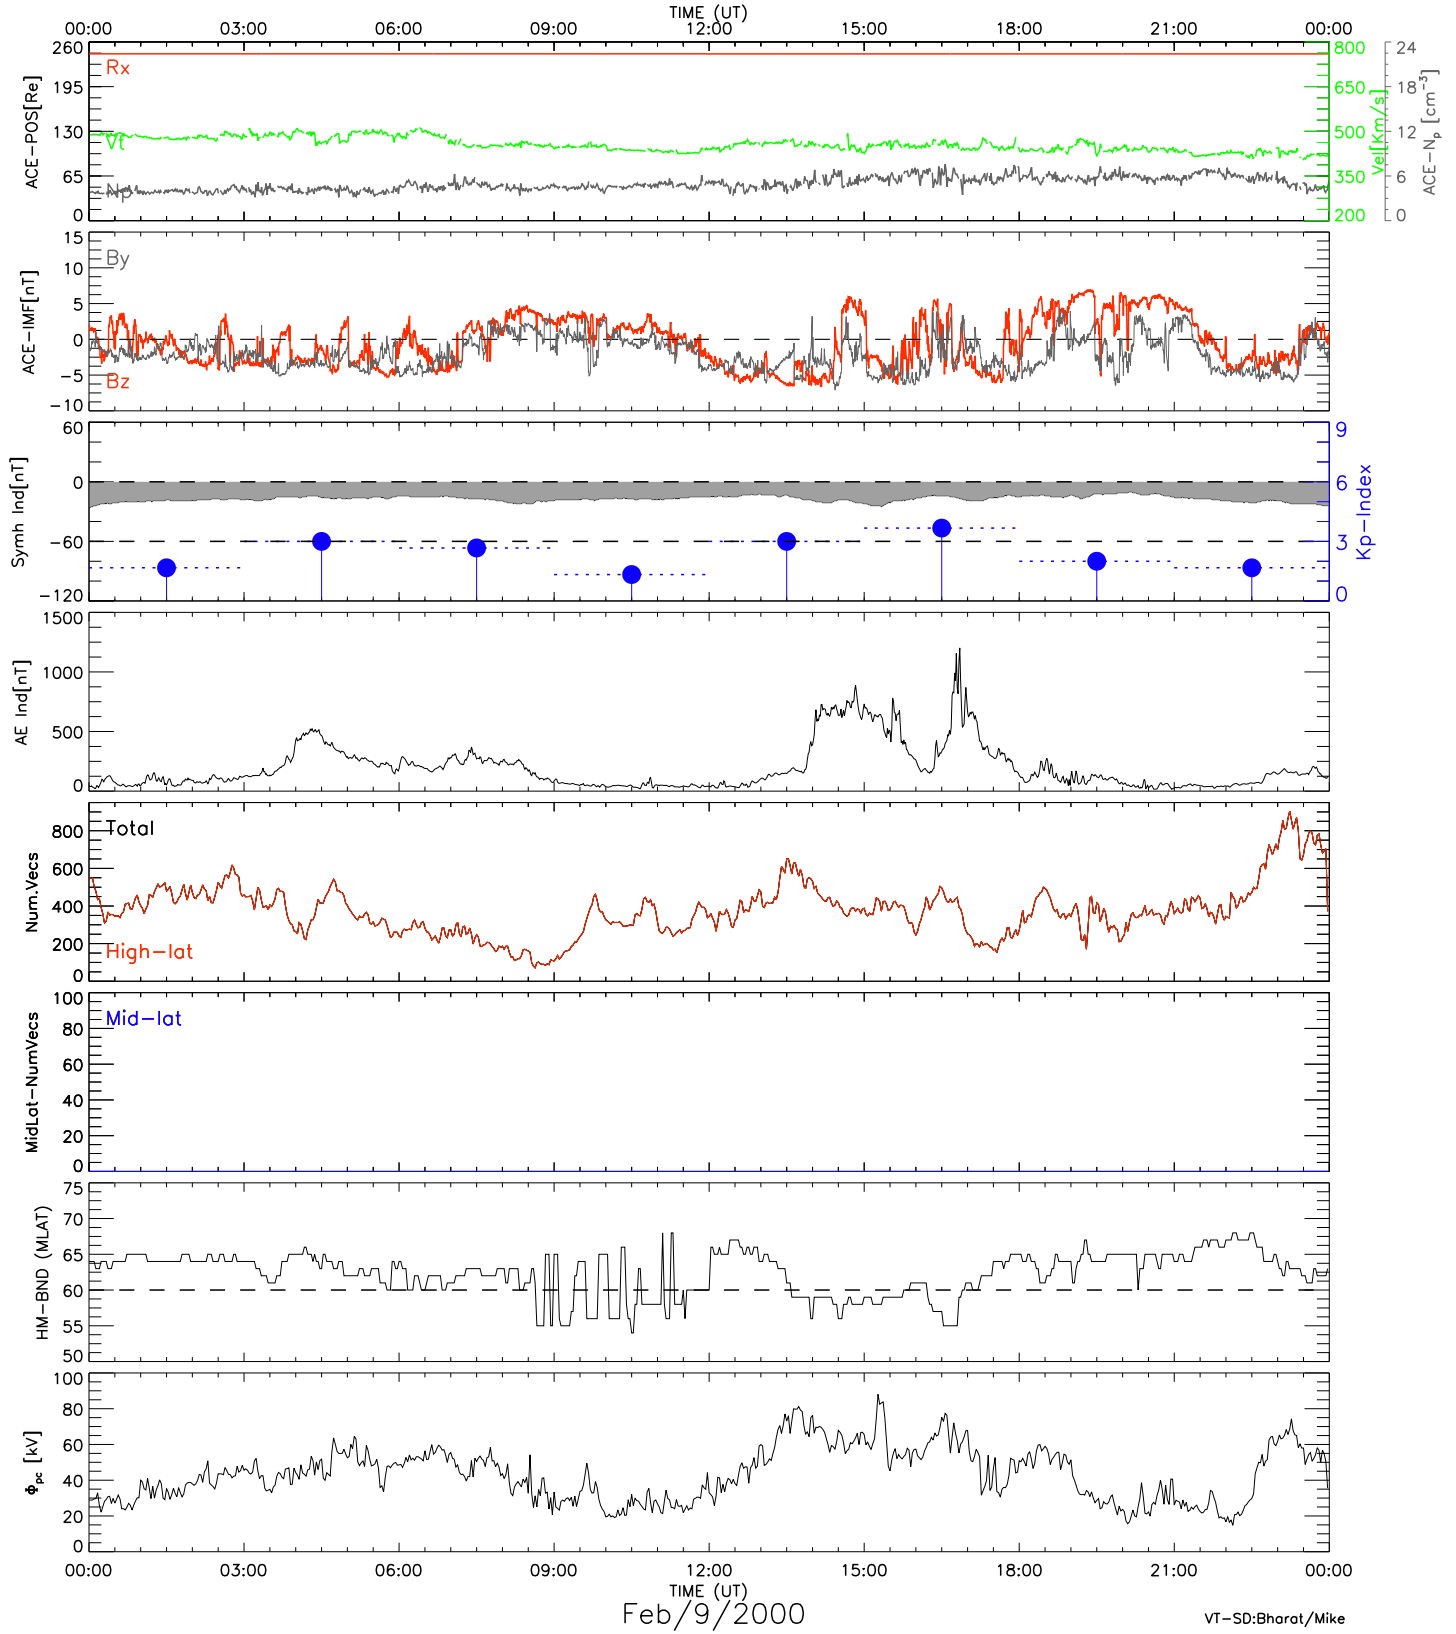 TIME (UT)
00:00 03:00 06:00 09:00 12:00 15:00 18:00 21:00 00:00
260 195 130 65 0
ACE-POS[Re]
Rx
Vt
Np
800 650 500 350 200
Vel[Km/s]
24 18 12 6 0
ACE-Np [cm-3]
15 10 5 0 -5 -10
ACE-IMF[nT]
By
Bz
60 0 -60 -120
Symh Ind[nT]
9 6 3 0
Kp-Index
1500 1000 500 0
AE Ind[nT]
800 600 400 200 0
Num.Vecs
Total
High-lat
100 80 60 40 20 0
MidLat-NumVecs
Mid-lat
75 70 65 60 55 50
HM-BND (MLAT)
100 80 60 40 20 0
Φpc [kV]
00:00 03:00 06:00 09:00 12:00 15:00 18:00 21:00 00:00
TIME (UT)
Feb/9/2000
VT-SD:Bharat/Mike